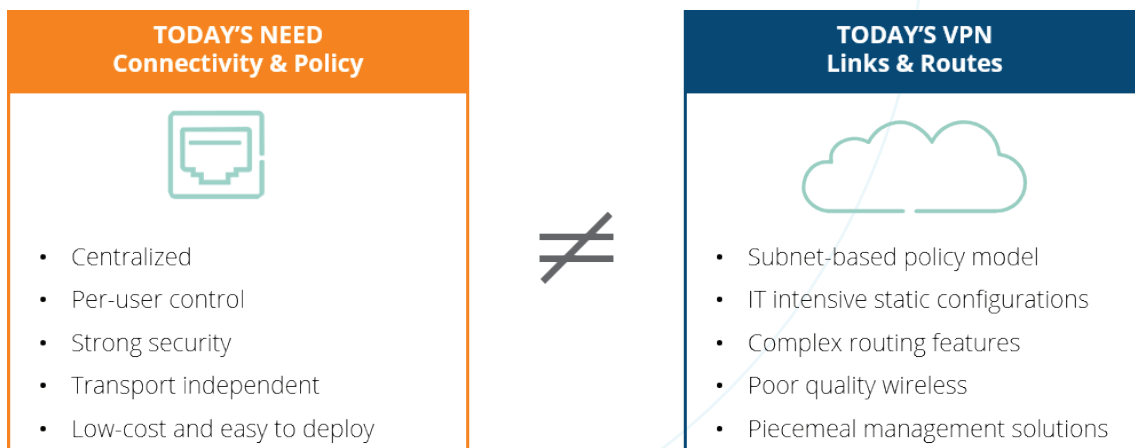 TODAY'S NEED
Connectivity & Policy
• Centralized
• Per-user control
• Strong security
• Transport independent
• Low-cost and easy to deploy
≠
TODAY'S VPN
Links & Routes
• Subnet-based policy model
• IT intensive static configurations
• Complex routing features
• Poor quality wireless
• Piecemeal management solutions